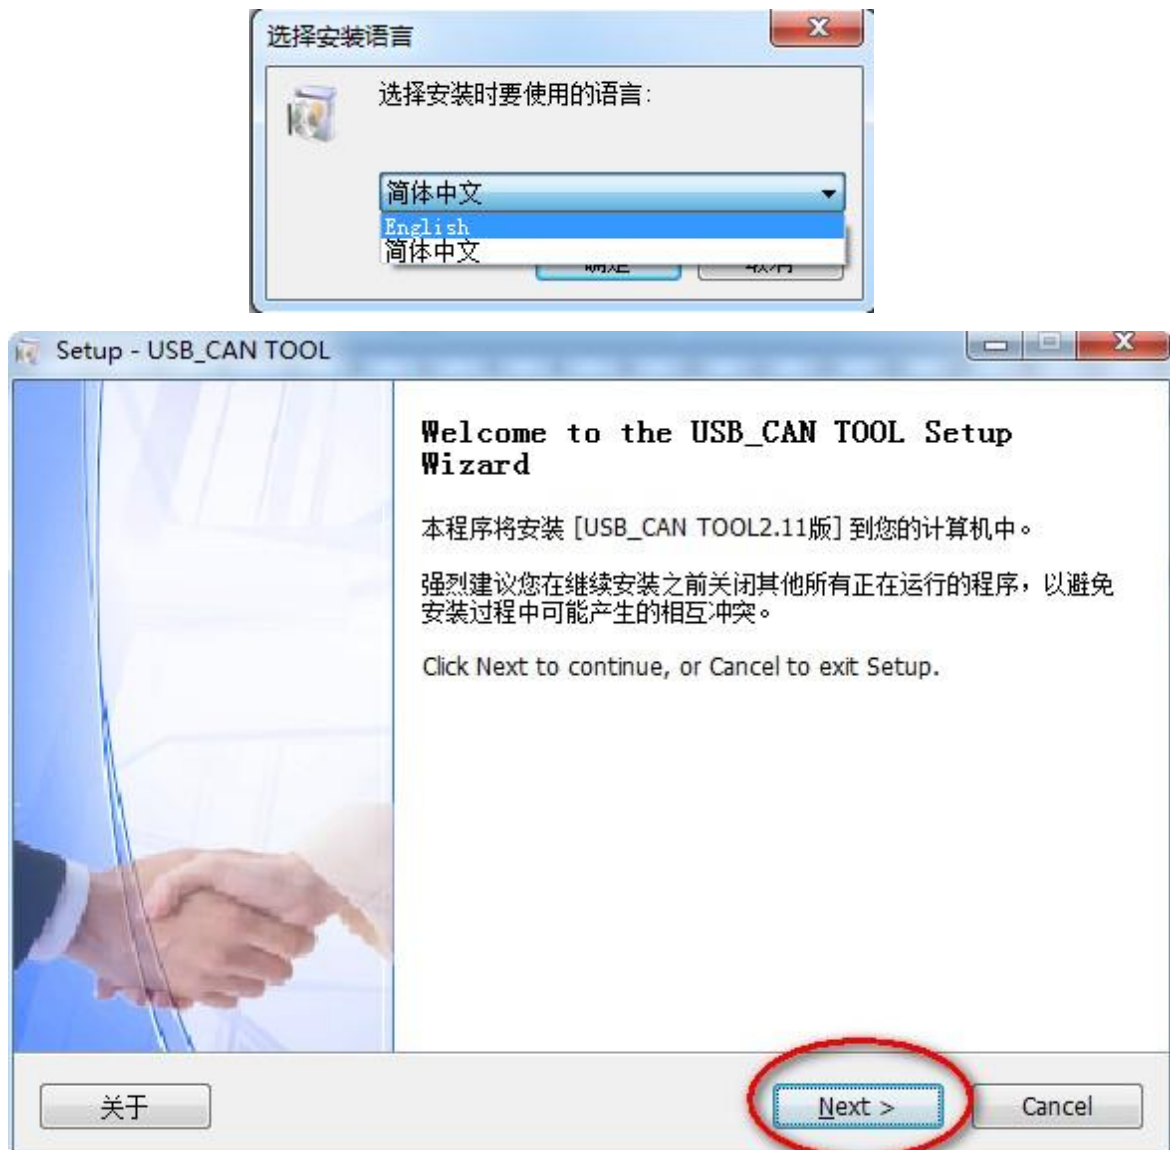 选择安装语言
选择安装时要使用的语言:
简体中文
English
简体中文
确定 取消
Setup - USB_CAN TOOL
Welcome to the USB_CAN TOOL Setup
Wizard
本程序将安装 [USB_CAN TOOL2.11版] 到您的计算机中。
强烈建议您在继续安装之前关闭其他所有正在运行的程序，以避免
安装过程中可能产生的相互冲突。
Click Next to continue, or Cancel to exit Setup.
关于 Next > Cancel